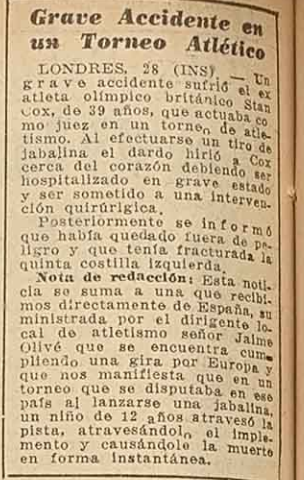 Grave Accidente en
un Torneo Atlético
LONDRES, 28 (INS). — Un
grave accidente sufrió el ex
atleta olímpico británico Stan
Cox, de 39 años, que actuaba co
mo juez en un torneo de atle-
tismo. Al efectuarse un tiro de
jabalina el dardo hirió a Cox
cerca del corazón debiendo ser
hospitalizado en grave estado
y ser sometido a una interven-
ción quirúrigica.
Posteriormente se informó
que había quedado fuera de pe-
ligro y que tenía fracturada la
quinta costilla izquierda.
Nota de redacción: Esta noti-
cia se suma a una que recibi-
mos directamente de España, su
ministrada por el dirigente lo-
cal de atletismo señor Jaime
Olivé que se encuentra cum-
pliendo una gira por Europa y
que nos manifiesta que en un
torneo que se disputaba en ese
país al lanzarse una jabalina,
un niño de 12 años atravesó la
pista, atravesándolo el imple-
mento y causándole la muerte
en forma instantánea.